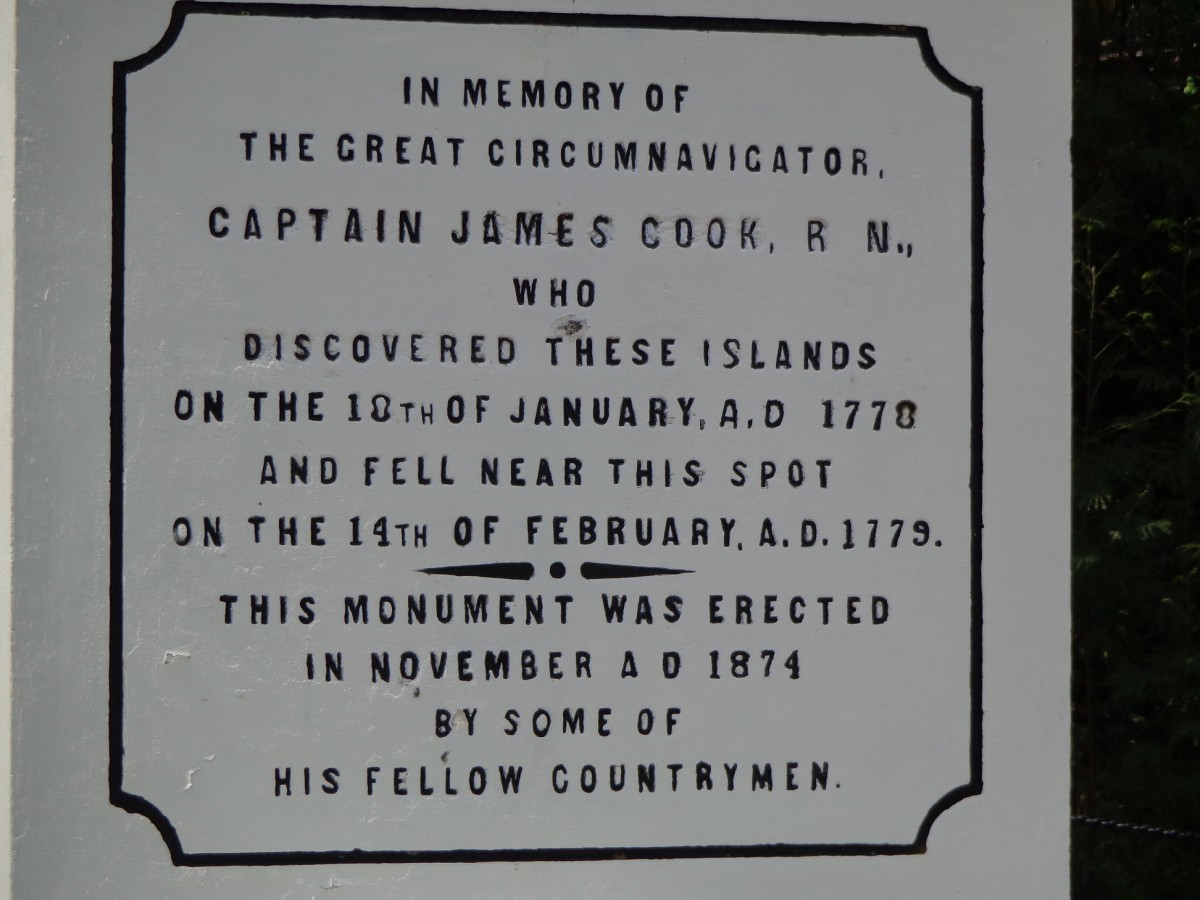 IN MEMORY OF
THE GREAT CIRCUMNAVIGATOR,
CAPTAIN JAMES COOK, R N.,
WHO
DISCOVERED THESE ISLANDS
ON THE 18TH OF JANUARY, A.D 1778
AND FELL NEAR THIS SPOT
ON THE 14TH OF FEBRUARY, A.D. 1779.
THIS MONUMENT WAS ERECTED
IN NOVEMBER A D 1874
BY SOME OF
HIS FELLOW COUNTRYMEN.